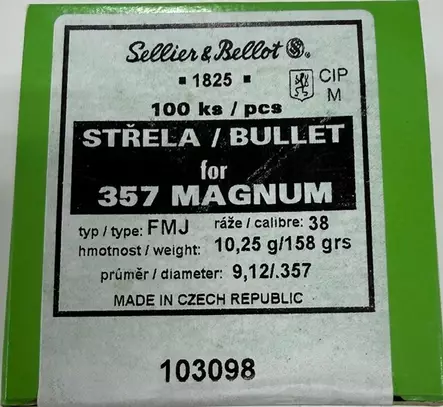 Sellier & Bellot S&B®
▪ 1825 ▪
CIP
M
100 ks / pcs
STŘELA / BULLET
for
357 MAGNUM
typ / type: FMJ ráže / calibre: 38
hmotnost / weight: 10,25 g/158 grs
průměr / diameter: 9,12/.357
MADE IN CZECH REPUBLIC
103098